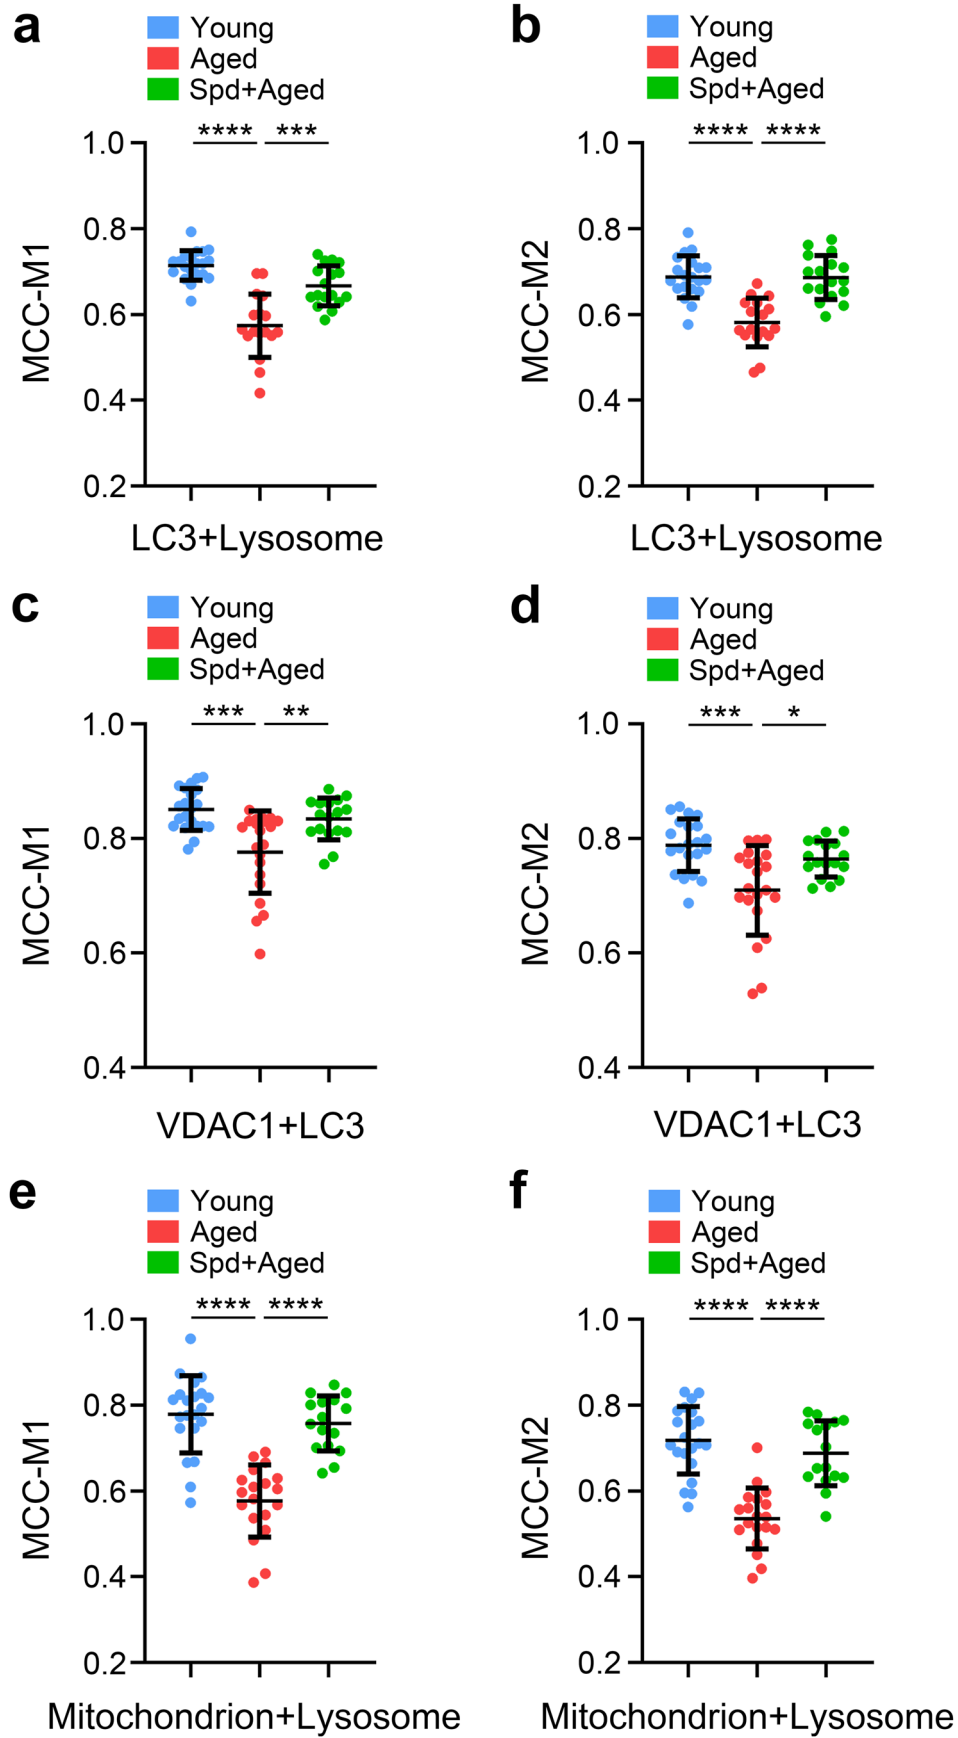 a
Young
Aged
Spd+Aged
**** ***
1.0
0.8
0.6
0.4
0.2
MCC-M1
LC3+Lysosome
b
Young
Aged
Spd+Aged
**** ****
1.0
0.8
0.6
0.4
0.2
MCC-M2
LC3+Lysosome
c
Young
Aged
Spd+Aged
*** **
1.0
0.8
0.6
0.4
MCC-M1
VDAC1+LC3
d
Young
Aged
Spd+Aged
*** *
1.0
0.8
0.6
0.4
MCC-M2
VDAC1+LC3
e
Young
Aged
Spd+Aged
**** ****
1.0
0.8
0.6
0.4
0.2
MCC-M1
Mitochondrion+Lysosome
f
Young
Aged
Spd+Aged
**** ****
1.0
0.8
0.6
0.4
0.2
MCC-M2
Mitochondrion+Lysosome